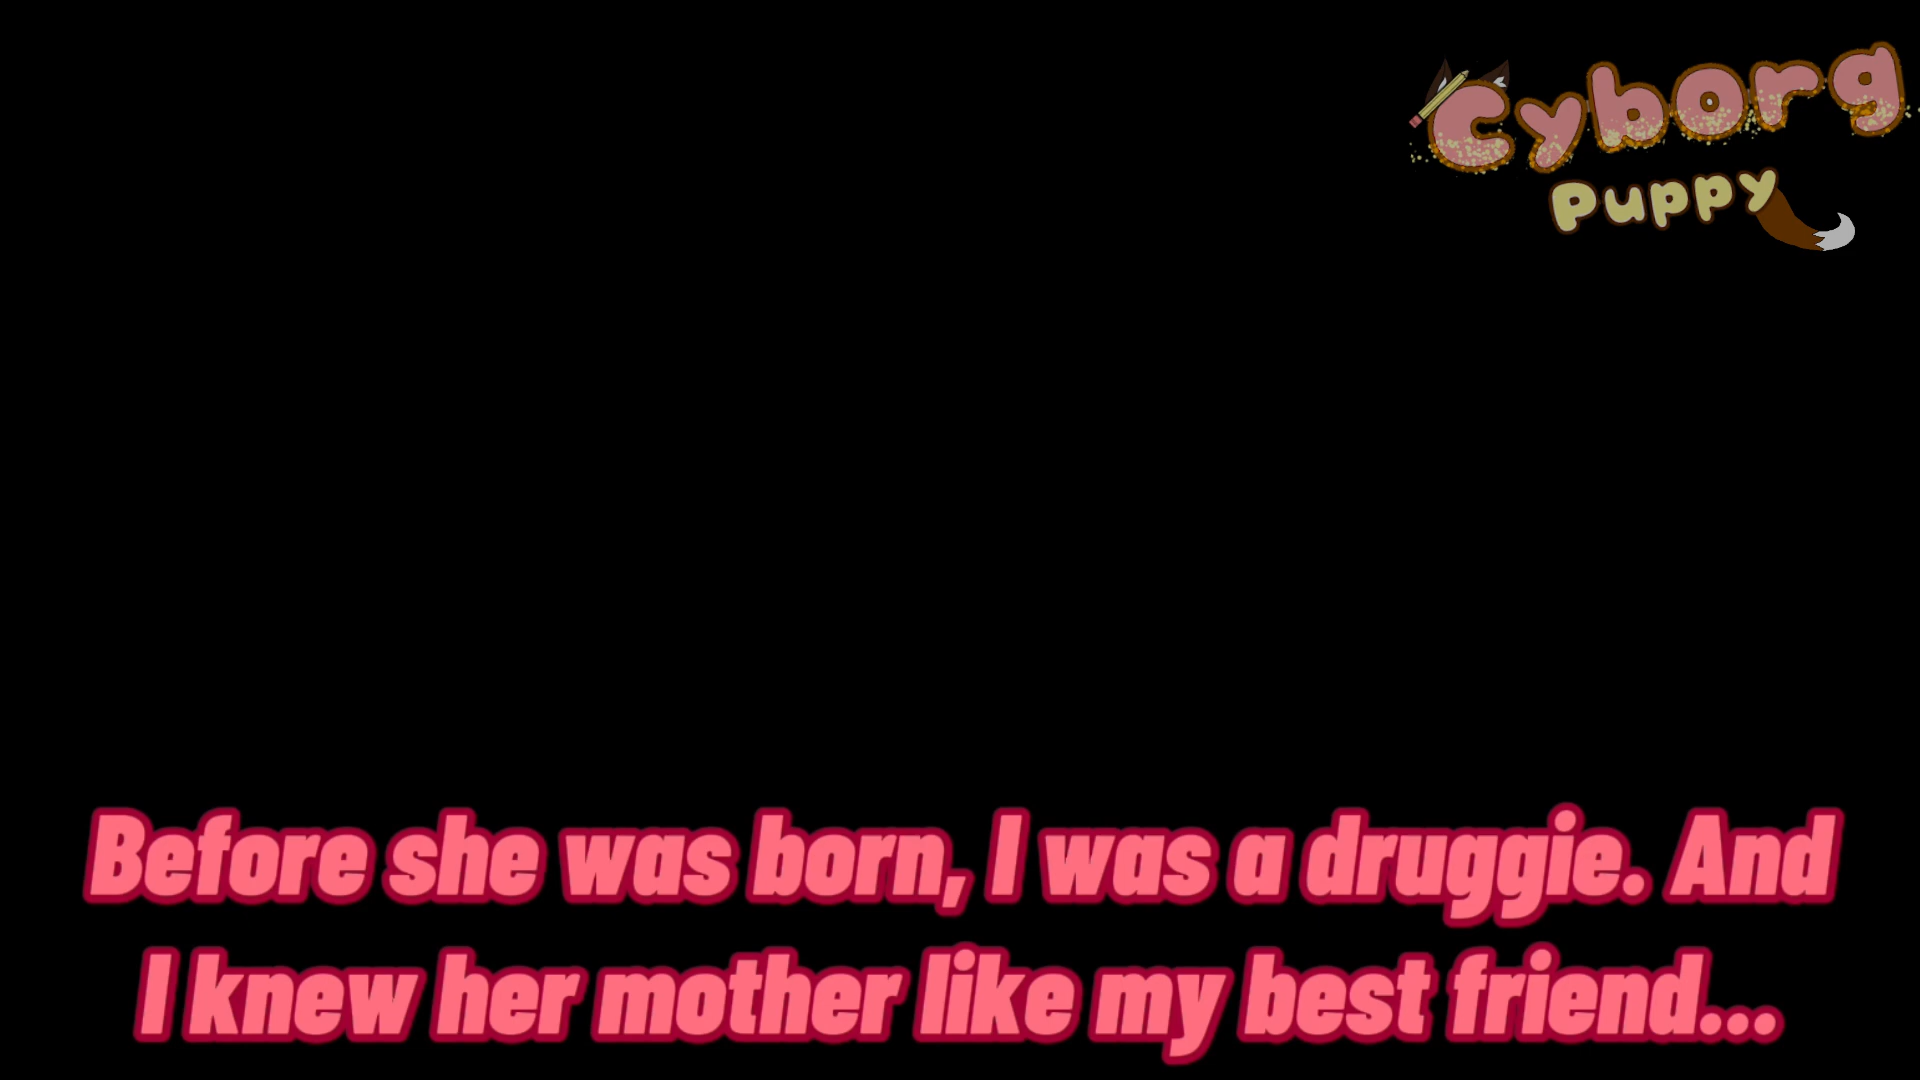 Cyborg
Puppy
Before she was born, I was a druggie. And
I knew her mother like my best friend...